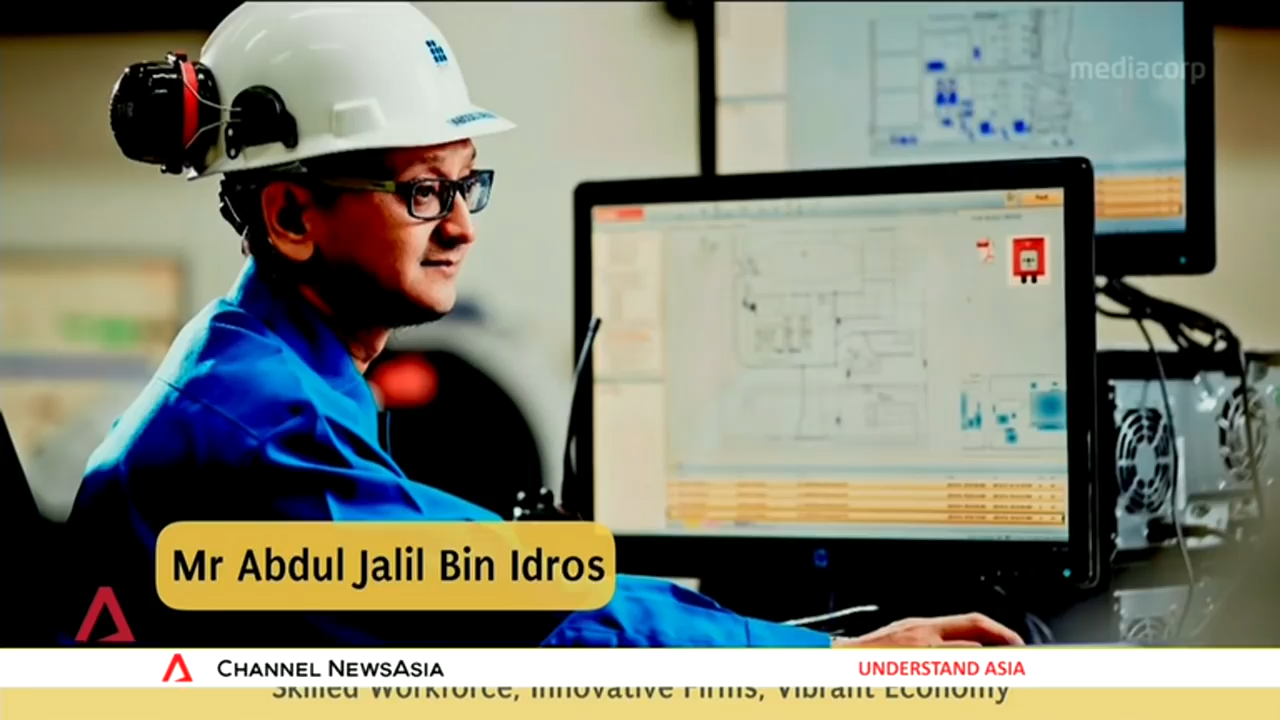 mediacorp
Mr Abdul Jalil Bin Idros
CHANNEL NEWSASIA
UNDERSTAND ASIA
Skilled Workforce, Innovative Firms, Vibrant Economy